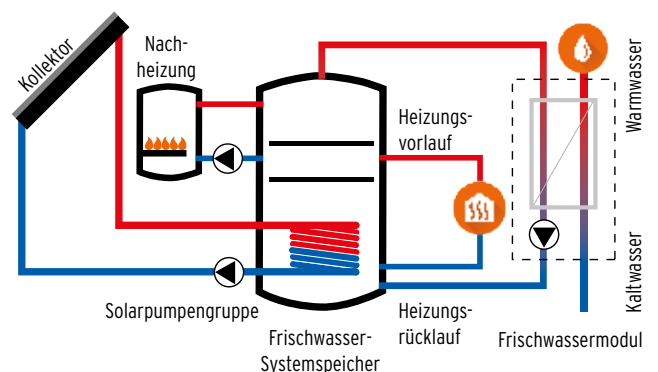 Kollektor
Nach-
heizung
Heizungs-
vorlauf
Warmwasser
Kaltwasser
Solarpumpengruppe
Heizungs-
rücklauf
Frischwassermodul
Frischwasser-
Systemspeicher